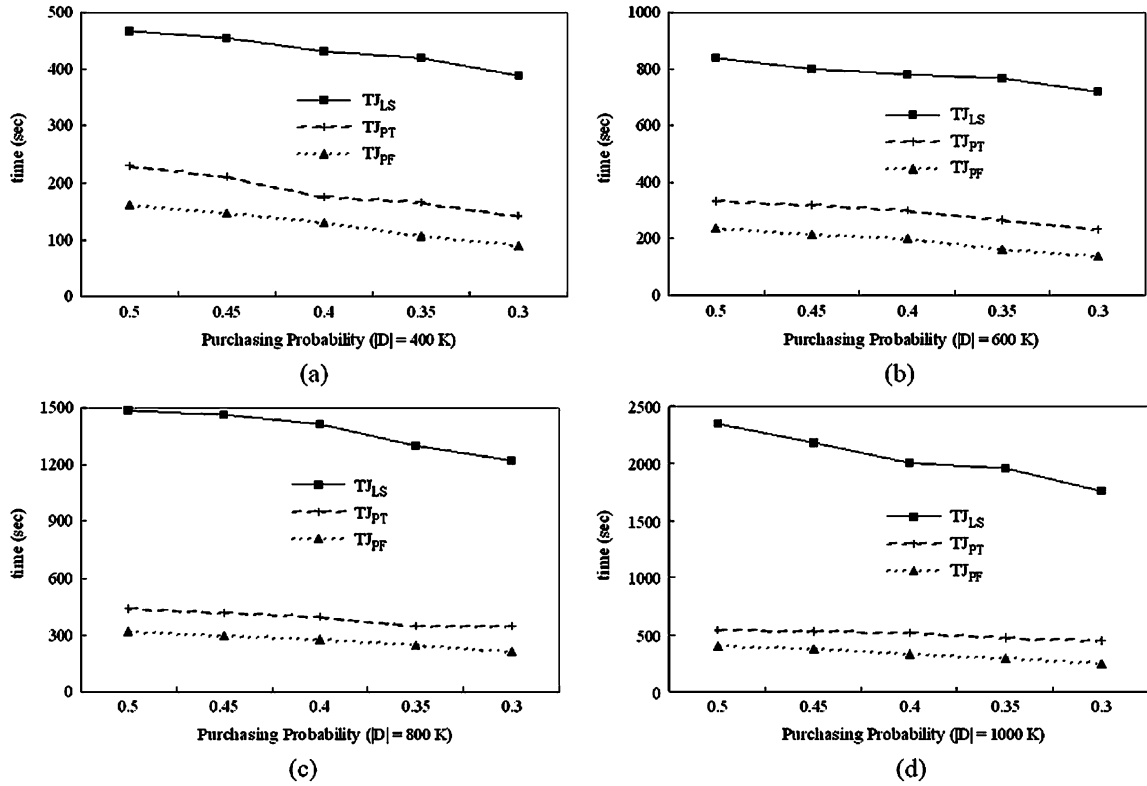 500
400
300
200
100
0
time (sec)
TJLS
TJPT
TJPF
0.5 0.45 0.4 0.35 0.3
Purchasing Probability (|D| = 400 K)
(a)
1000
800
600
400
200
0
time (sec)
TJLS
TJPT
TJPF
0.5 0.45 0.4 0.35 0.3
Purchasing Probability (|D| = 600 K)
(b)
1500
1200
900
600
300
0
time (sec)
TJLS
TJPT
TJPF
0.5 0.45 0.4 0.35 0.3
Purchasing Probability (|D| = 800 K)
(c)
2500
2000
1500
1000
500
0
time (sec)
TJLS
TJPT
TJPF
0.5 0.45 0.4 0.35 0.3
Purchasing Probability (|D| = 1000 K)
(d)